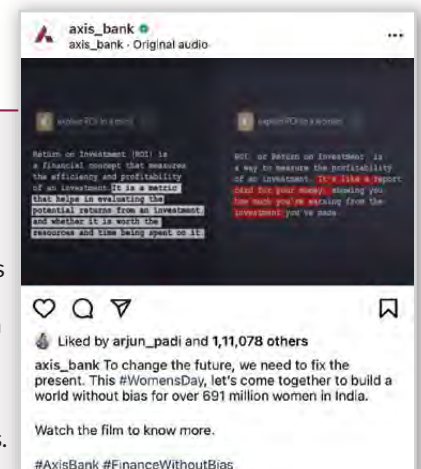 axis_bank
axis_bank · Original audio
explain ROI to a man
explain ROI to a woman
Return on Investment (ROI) is
a financial concept that measures
the efficiency and profitability
of an investment. It is a metric
that helps in evaluating the
potential returns from an investment
and whether it is worth the
resources and time being spent on it.
ROI, or Return on Investment, is
a way to measure the profitability
of an investment. It's like a report
card for your money, showing you
how much you're earning from the
investment you've made.
Liked by arjun_padi and 1,11,078 others
axis_bank To change the future, we need to fix the
present. This #WomensDay, let's come together to build a
world without bias for over 691 million women in India.
Watch the film to know more.
#AxisBank #FinanceWithoutBias